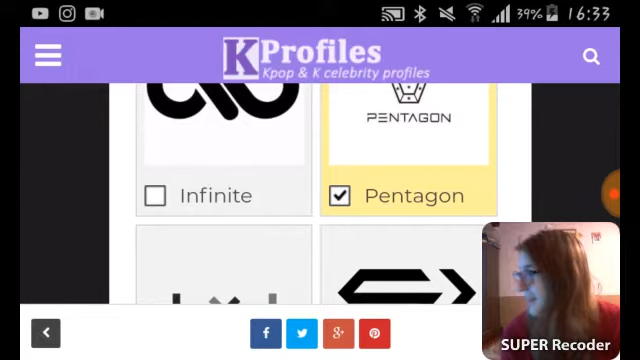 39% 16:33
KProfiles
Kpop & K celebrity profiles
PENTAGON
Infinite
Pentagon
SUPER Recoder